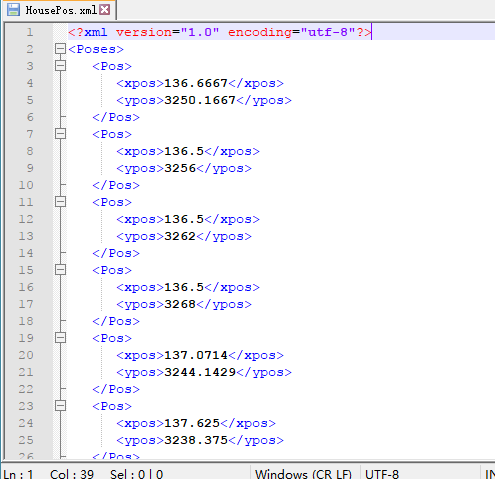 HousePos.xml
1 <?xml version="1.0" encoding="utf-8"?>
2 <Poses>
3 <Pos>
4 <xpos>136.6667</xpos>
5 <ypos>3250.1667</ypos>
6 </Pos>
7 <Pos>
8 <xpos>136.5</xpos>
9 <ypos>3256</ypos>
10 </Pos>
11 <Pos>
12 <xpos>136.5</xpos>
13 <ypos>3262</ypos>
14 </Pos>
15 <Pos>
16 <xpos>136.5</xpos>
17 <ypos>3268</ypos>
18 </Pos>
19 <Pos>
20 <xpos>137.0714</xpos>
21 <ypos>3244.1429</ypos>
22 </Pos>
23 <Pos>
24 <xpos>137.625</xpos>
25 <ypos>3238.375</ypos>
26 </Pos>
Ln : 1 Col : 39 Sel : 0 | 0 Windows (CR LF) UTF-8 IN